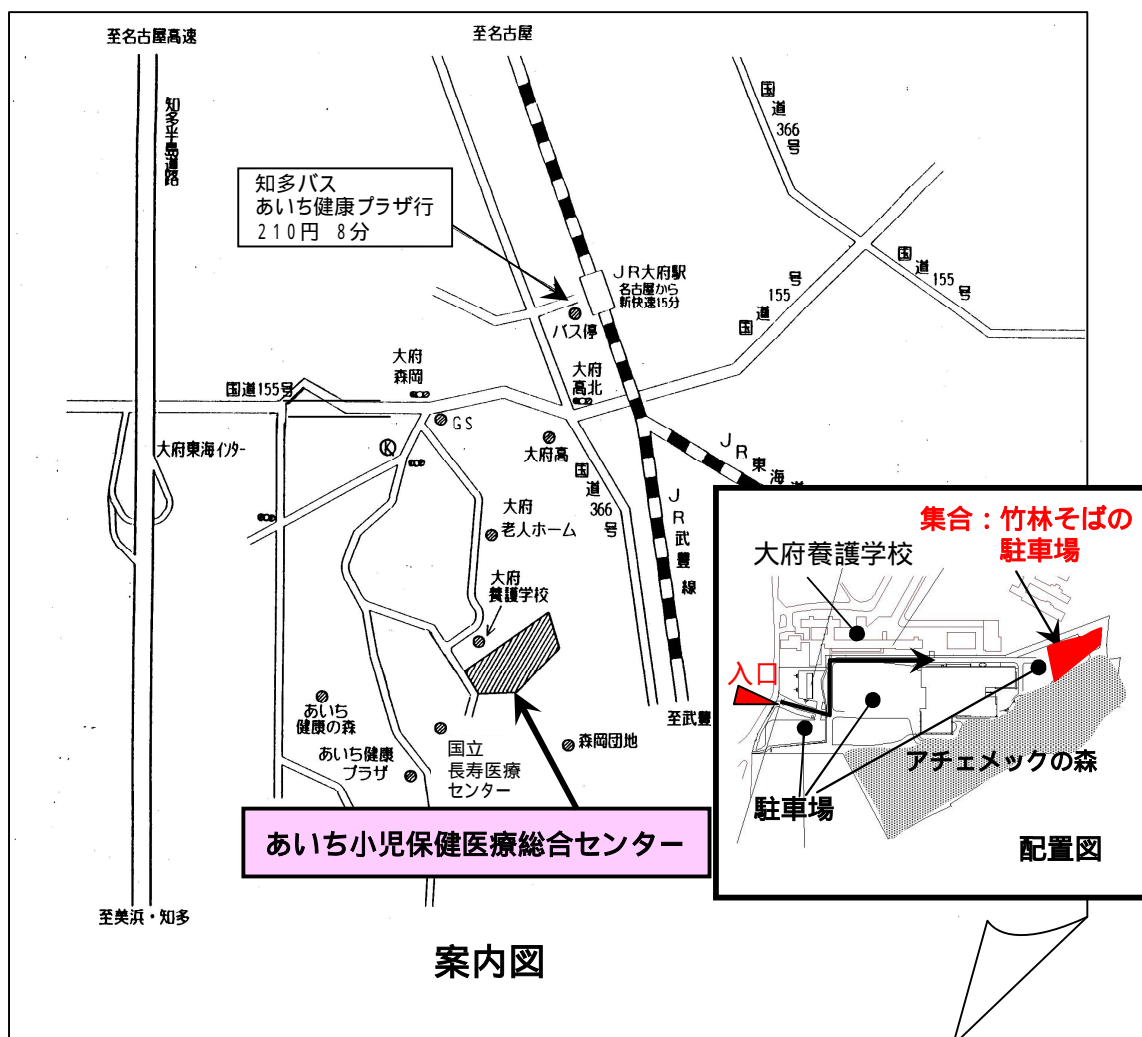 至名古屋高速
至名古屋
知多半島道路
国道366号
知多バス
あいち健康プラザ行
210円 8分
JR大府駅
名古屋から
新快速15分
バス停
国道155号
国道155号
大府
森岡
大府
高北
国道155号
GS
K
大府東海インター
大府高
国道366号
JR東海道
JR武豊線
大府
老人ホーム
大府
養護学校
至武豊
あいち
健康の森
あいち健康
プラザ
国立
長寿医療
センター
森岡団地
あいち小児保健医療総合センター
至美浜・知多
案内図
集合：竹林そばの
駐車場
大府養護学校
入口
アチェメックの森
駐車場
配置図